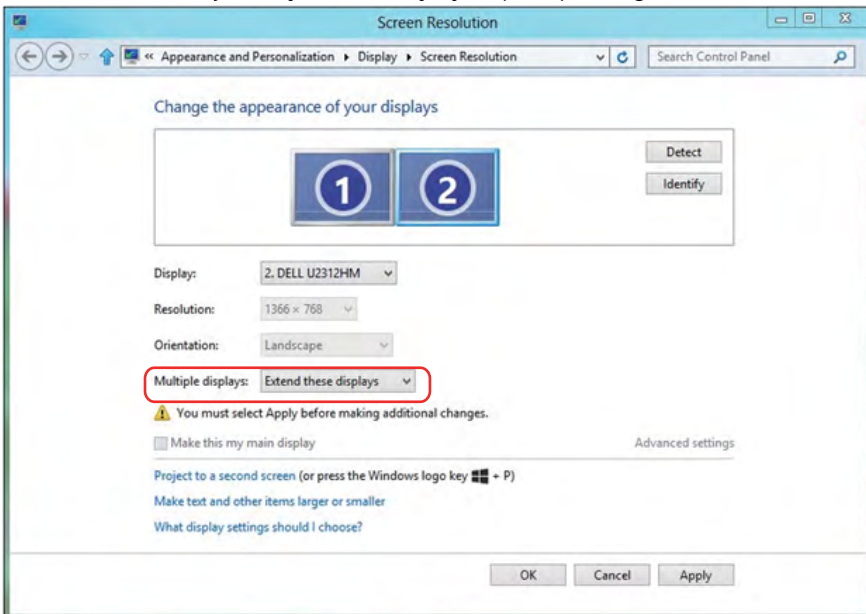 Screen Resolution
« Appearance and Personalization ▸ Display ▸ Screen Resolution
Search Control Panel
Change the appearance of your displays
1 2
Detect
Identify
Display: 2. DELL U2312HM
Resolution: 1366 × 768
Orientation: Landscape
Multiple displays: Extend these displays
You must select Apply before making additional changes.
Make this my main display Advanced settings
Project to a second screen (or press the Windows logo key + P)
Make text and other items larger or smaller
What display settings should I choose?
OK Cancel Apply